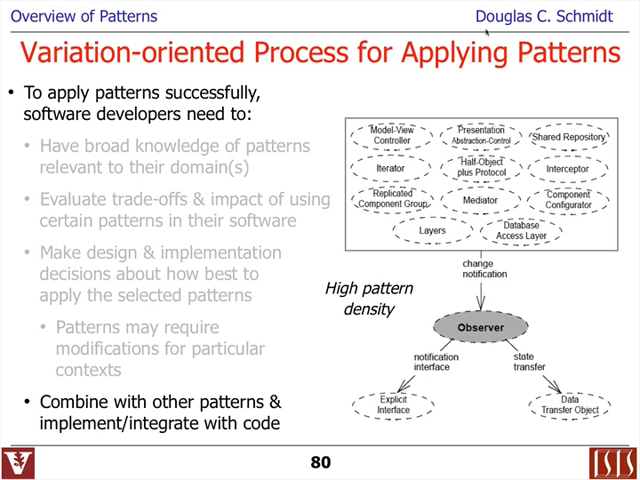 Overview of Patterns
Douglas C. Schmidt
Variation-oriented Process for Applying Patterns
• To apply patterns successfully,
software developers need to:
• Have broad knowledge of patterns
relevant to their domain(s)
• Evaluate trade-offs & impact of using
certain patterns in their software
• Make design & implementation
decisions about how best to
apply the selected patterns
• Patterns may require
modifications for particular
contexts
• Combine with other patterns &
implement/integrate with code
Model-View
Controller
Presentation
Abstraction-Control
Shared Repository
Iterator
Half-Object
plus Protocol
Interceptor
Replicated
Component Group
Mediator
Component
Configurator
Layers
Database
Access Layer
change
notification
High pattern
density
Observer
notification
interface
state
transfer
Explicit
Interface
Data
Transfer Object
80
V
ISIS